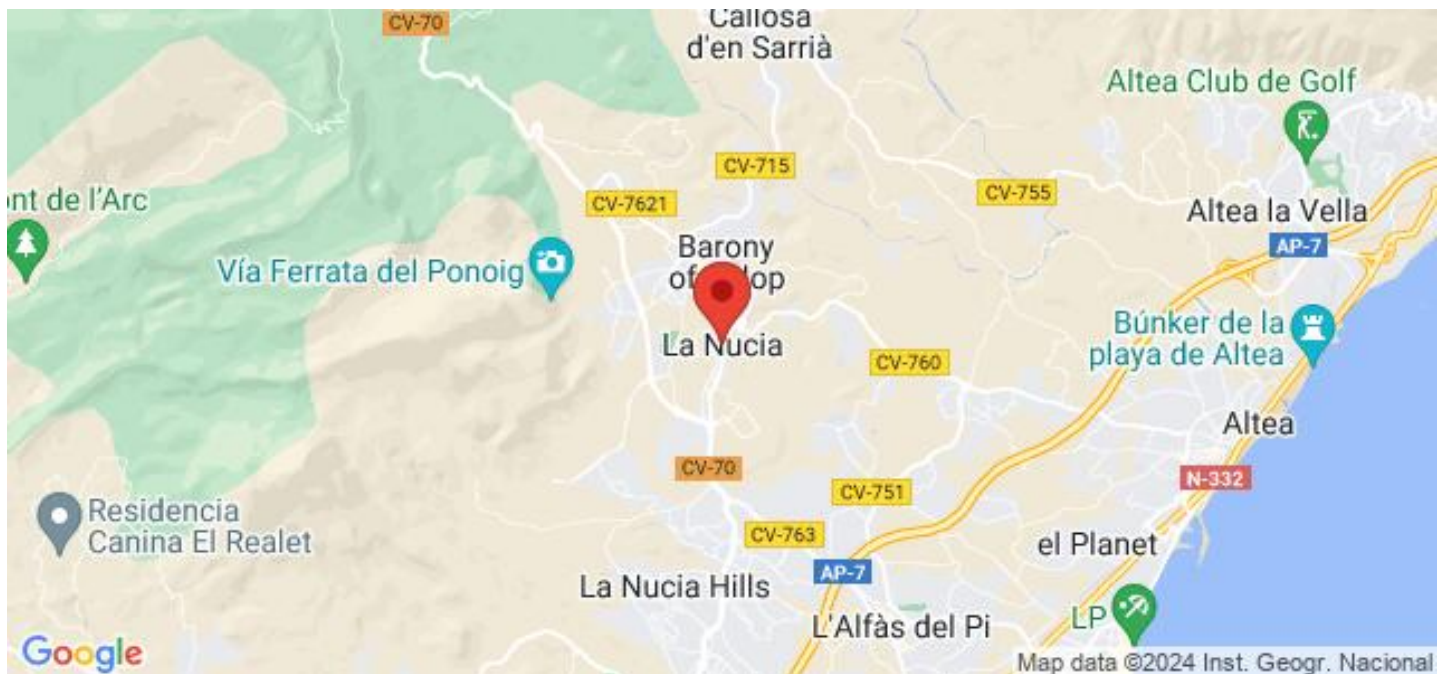 CV-70
Callosa
d'en Sarrià
Altea Club de Golf
CV-715
CV-755
ont de l'Arc
CV-7621
Altea la Vella
AP-7
Barony
Vía Ferrata del Ponoig
Búnker de la
playa de Altea
La Nucia
CV-760
Altea
CV-70
N-332
CV-751
Residencia
Canina El Realet
CV-763
el Planet
AP-7
La Nucia Hills
L'Alfàs del Pi
LP
Google
Map data ©2024 Inst. Geogr. Nacional